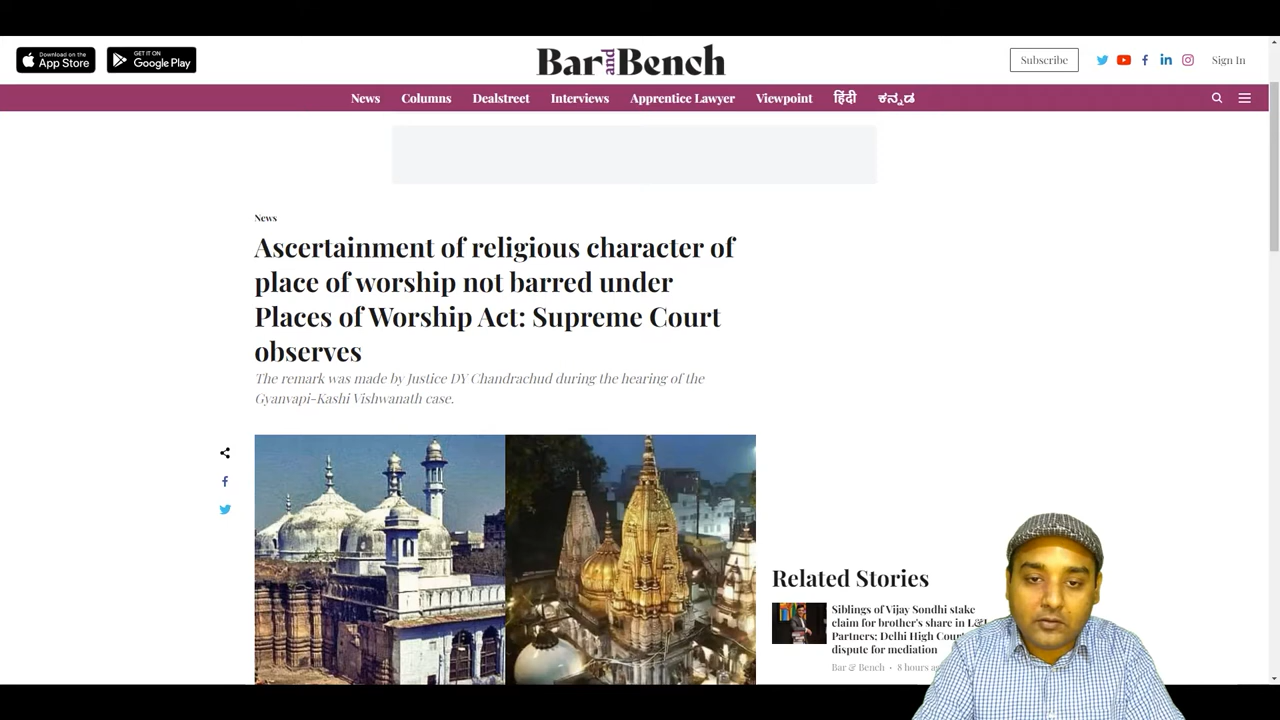 Download on the
App Store
GET IT ON
Google Play
Bar and Bench
Subscribe
Sign In
News
Columns
Dealstreet
Interviews
Apprentice Lawyer
Viewpoint
हिंदी
ಕನ್ನಡ
News
Ascertainment of religious character of
place of worship not barred under
Places of Worship Act: Supreme Court
observes
The remark was made by Justice DY Chandrachud during the hearing of the
Gyanvapi-Kashi Vishwanath case.
Related Stories
Siblings of Vijay Sondhi stake
claim for brother's share in L&L
Partners; Delhi High Court
dispute for mediation
Bar & Bench • 8 hours